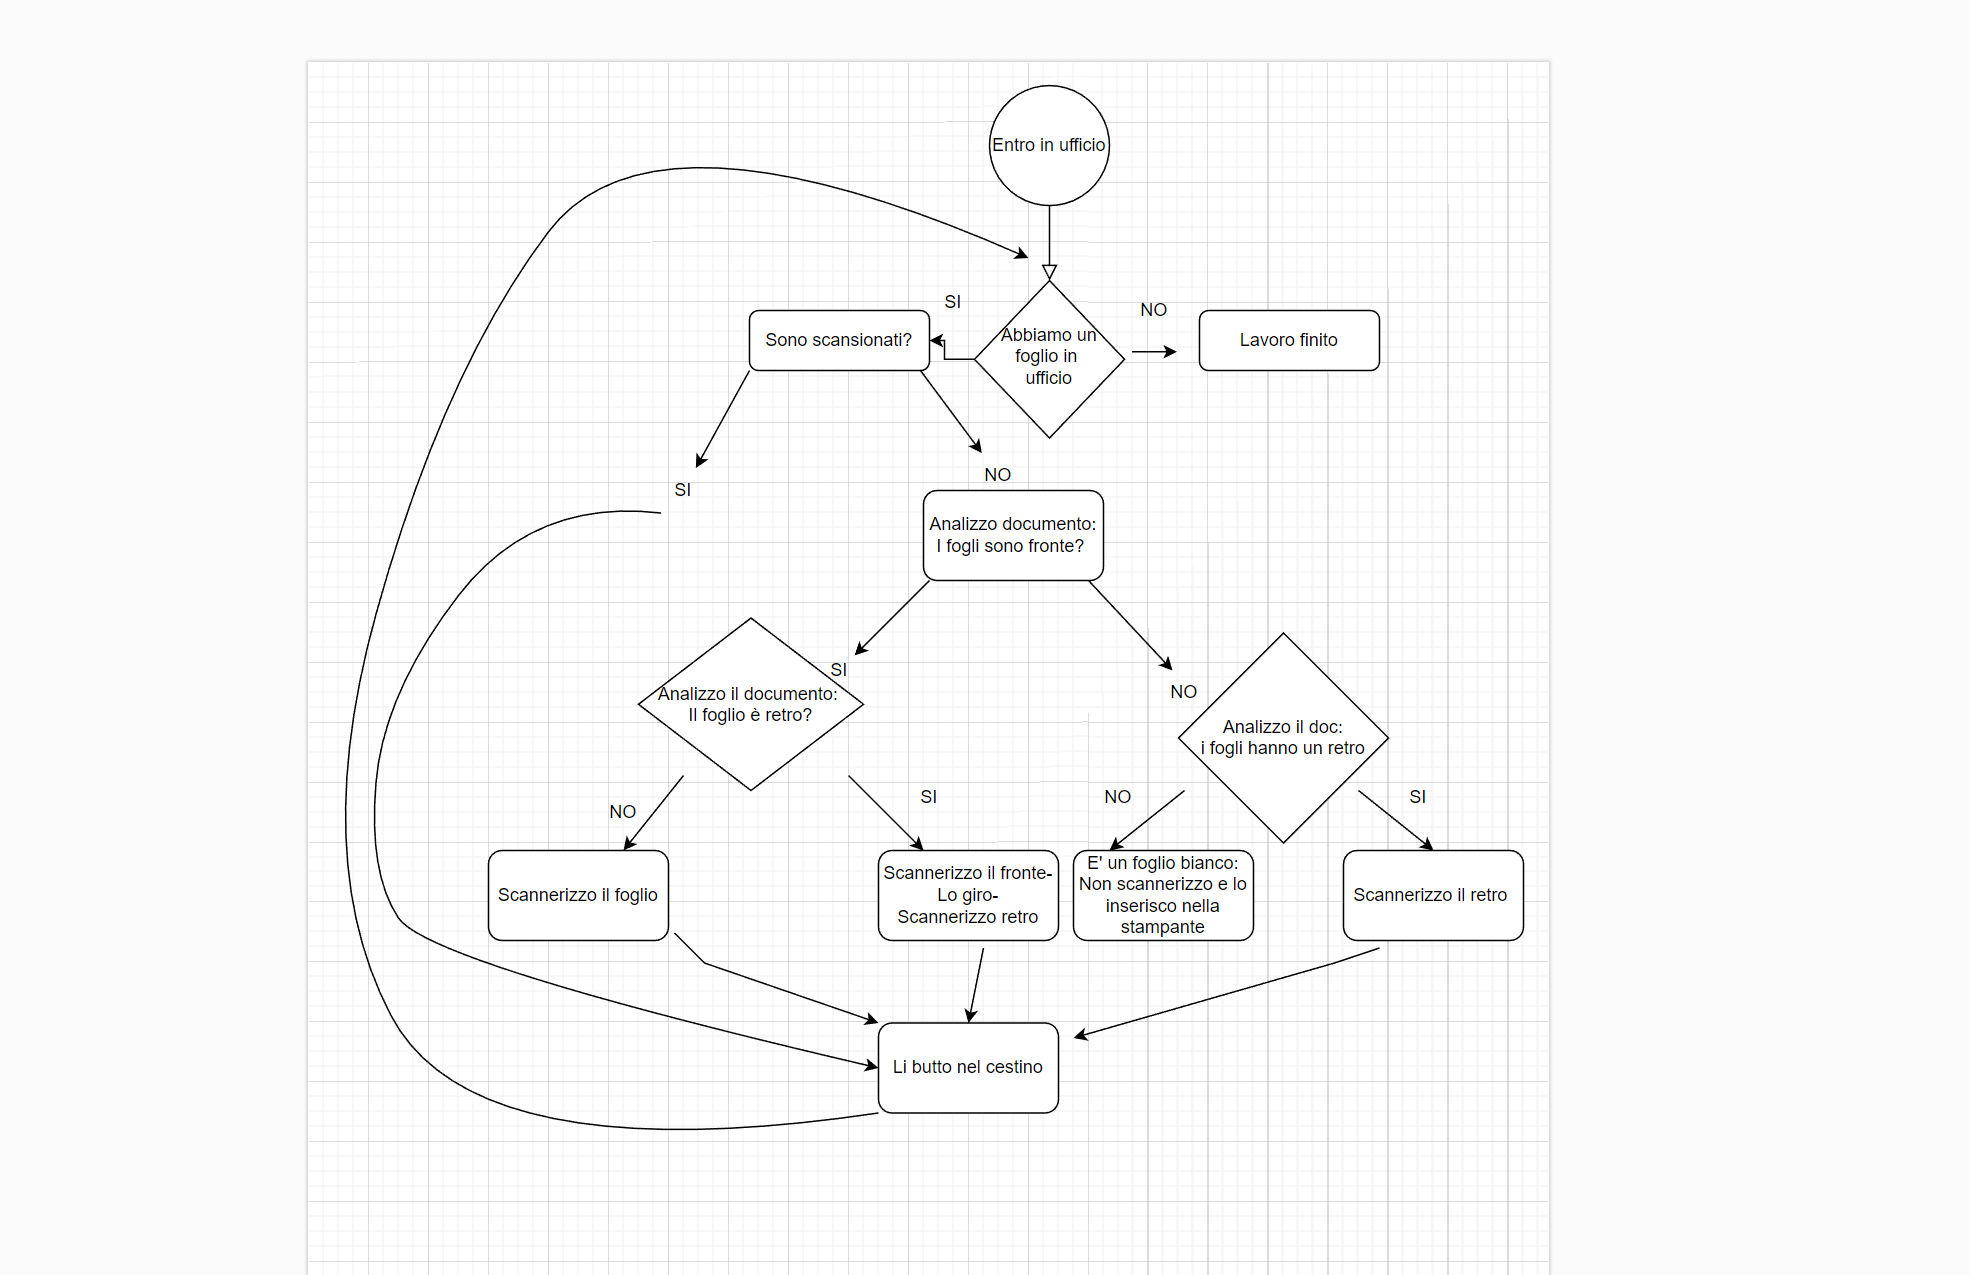 Entro in ufficio
SI
NO
Sono scansionati?
Abbiamo un
foglio in
ufficio
Lavoro finito
SI
NO
Analizzo documento:
I fogli sono fronte?
SI
NO
Analizzo il documento:
Il foglio è retro?
Analizzo il doc:
i fogli hanno un retro
NO
SI
NO
SI
Scannerizzo il foglio
Scannerizzo il fronte-
Lo giro-
Scannerizzo retro
E' un foglio bianco:
Non scannerizzo e lo
inserisco nella
stampante
Scannerizzo il retro
Li butto nel cestino